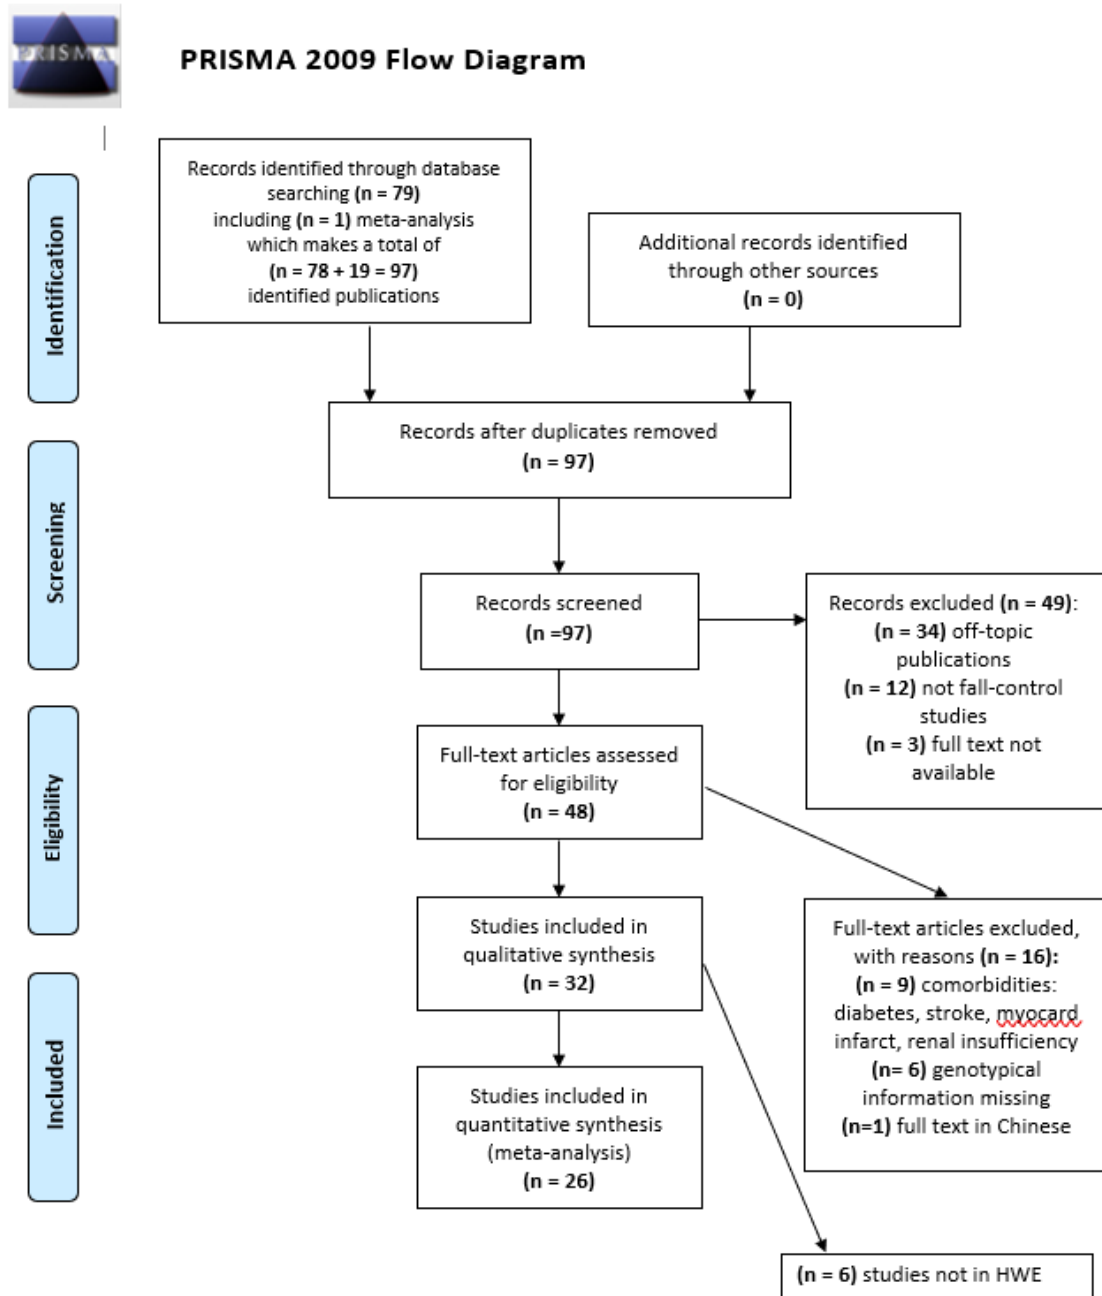 PRISMA
PRISMA 2009 Flow Diagram
Identification
Records identified through database
searching (n = 79)
including (n = 1) meta-analysis
which makes a total of
(n = 78 + 19 = 97)
identified publications
Additional records identified
through other sources
(n = 0)
Records after duplicates removed
(n = 97)
Screening
Records screened
(n =97)
Records excluded (n = 49):
(n = 34) off-topic
publications
(n = 12) not fall-control
studies
(n = 3) full text not
available
Eligibility
Full-text articles assessed
for eligibility
(n = 48)
Full-text articles excluded,
with reasons (n = 16):
(n = 9) comorbidities:
diabetes, stroke, myocard
infarct, renal insufficiency
(n= 6) genotypical
information missing
(n=1) full text in Chinese
Studies included in
qualitative synthesis
(n = 32)
Included
Studies included in
quantitative synthesis
(meta-analysis)
(n = 26)
(n = 6) studies not in HWE